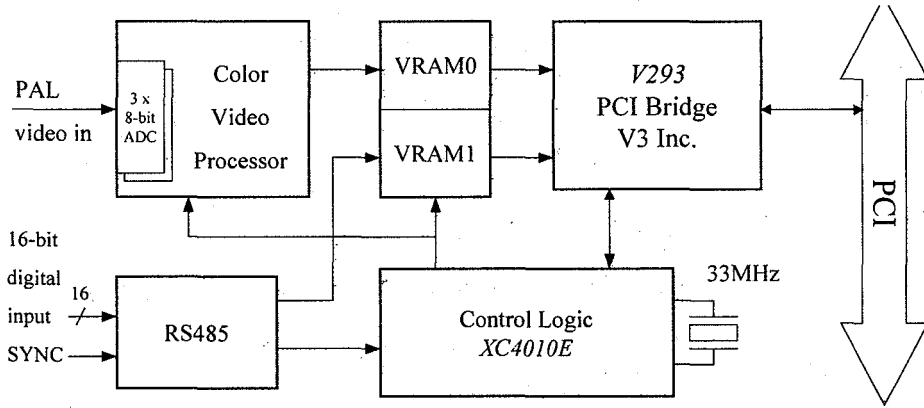 PAL
video in
3 x
8-bit
ADC
Color
Video
Processor
VRAM0
VRAM1
V293
PCI Bridge
V3 Inc.
PCI
16-bit
digital
input
16
SYNC
RS485
Control Logic
XC4010E
33MHz